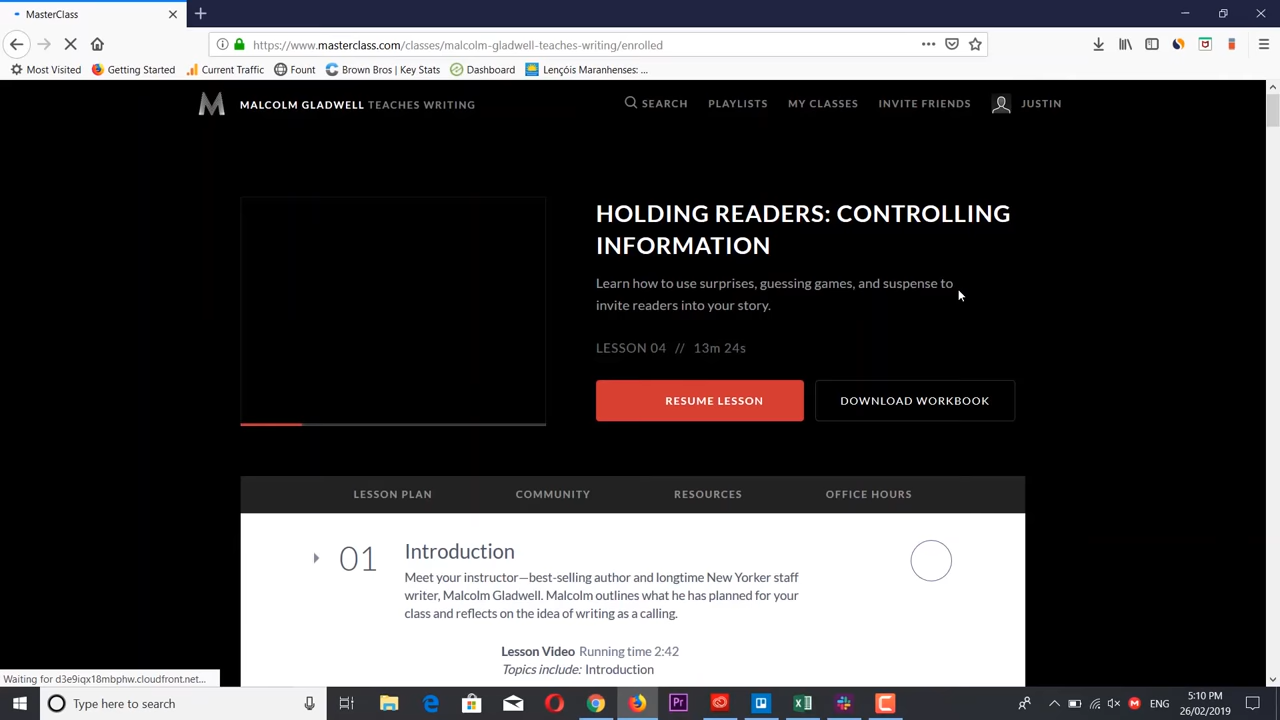 MasterClass
https://www.masterclass.com/classes/malcolm-gladwell-teaches-writing/enrolled
Most Visited Getting Started Current Traffic Fount Brown Bros | Key Stats Dashboard Lençóis Maranhenses: ...
MALCOLM GLADWELL TEACHES WRITING SEARCH PLAYLISTS MY CLASSES INVITE FRIENDS JUSTIN
HOLDING READERS: CONTROLLING
INFORMATION
Learn how to use surprises, guessing games, and suspense to
invite readers into your story.
LESSON 04 // 13m 24s
RESUME LESSON DOWNLOAD WORKBOOK
LESSON PLAN COMMUNITY RESOURCES OFFICE HOURS
01 Introduction
Meet your instructor—best-selling author and longtime New Yorker staff
writer, Malcolm Gladwell. Malcolm outlines what he has planned for your
class and reflects on the idea of writing as a calling.
Lesson Video Running time 2:42
Topics include: Introduction
Waiting for d3e9iqx18mbphw.cloudfront.net...
Type here to search Pr ENG 5:10 PM
26/02/2019